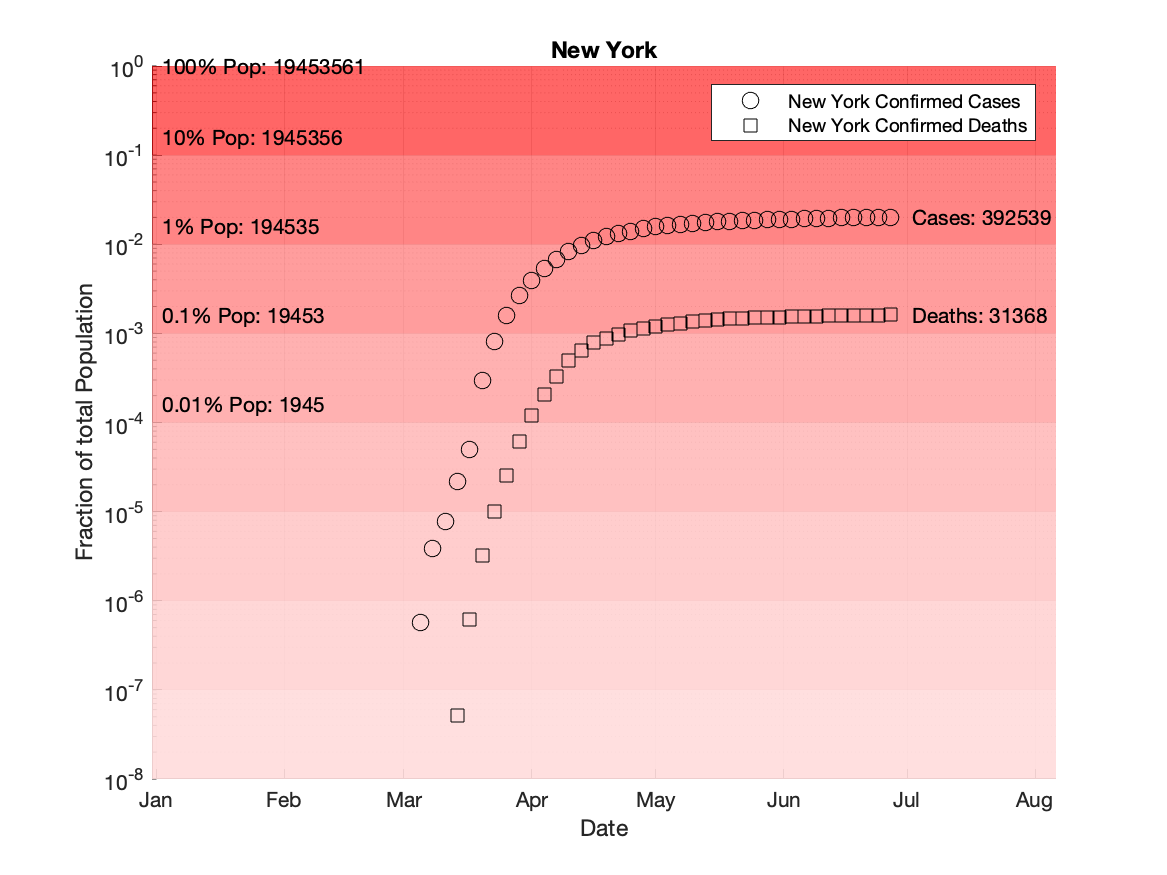 New York
10^0
100% Pop: 19453561
New York Confirmed Cases
New York Confirmed Deaths
10% Pop: 1945356
10^-1
1% Pop: 194535
Cases: 392539
10^-2
0.1% Pop: 19453
Deaths: 31368
10^-3
0.01% Pop: 1945
10^-4
10^-5
10^-6
10^-7
10^-8
Fraction of total Population
Jan Feb Mar Apr May Jun Jul Aug
Date